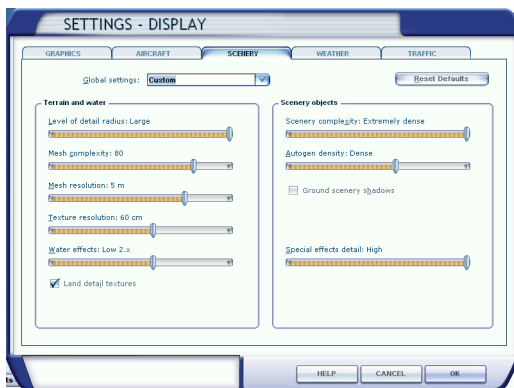 SETTINGS - DISPLAY
GRAPHICS AIRCRAFT SCENERY WEATHER TRAFFIC
Global settings: Custom
Reset Defaults
Terrain and water
Level of detail radius: Large
Mesh complexity: 80
Mesh resolution: 5 m
Texture resolution: 60 cm
Water effects: Low 2.x
Land detail textures
Scenery objects
Scenery complexity: Extremely dense
Autogen density: Dense
Ground scenery shadows
Special effects detail: High
ts
HELP CANCEL OK